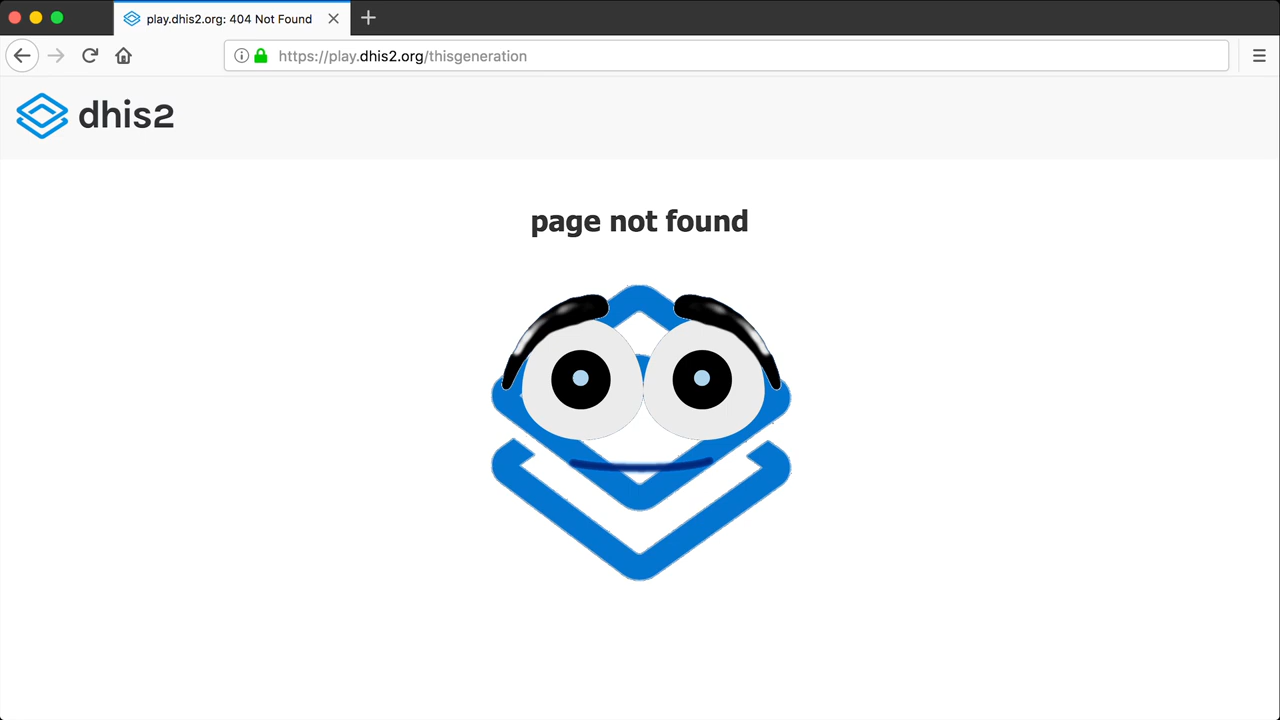 play.dhis2.org: 404 Not Found
https://play.dhis2.org/thisgeneration
dhis2
page not found